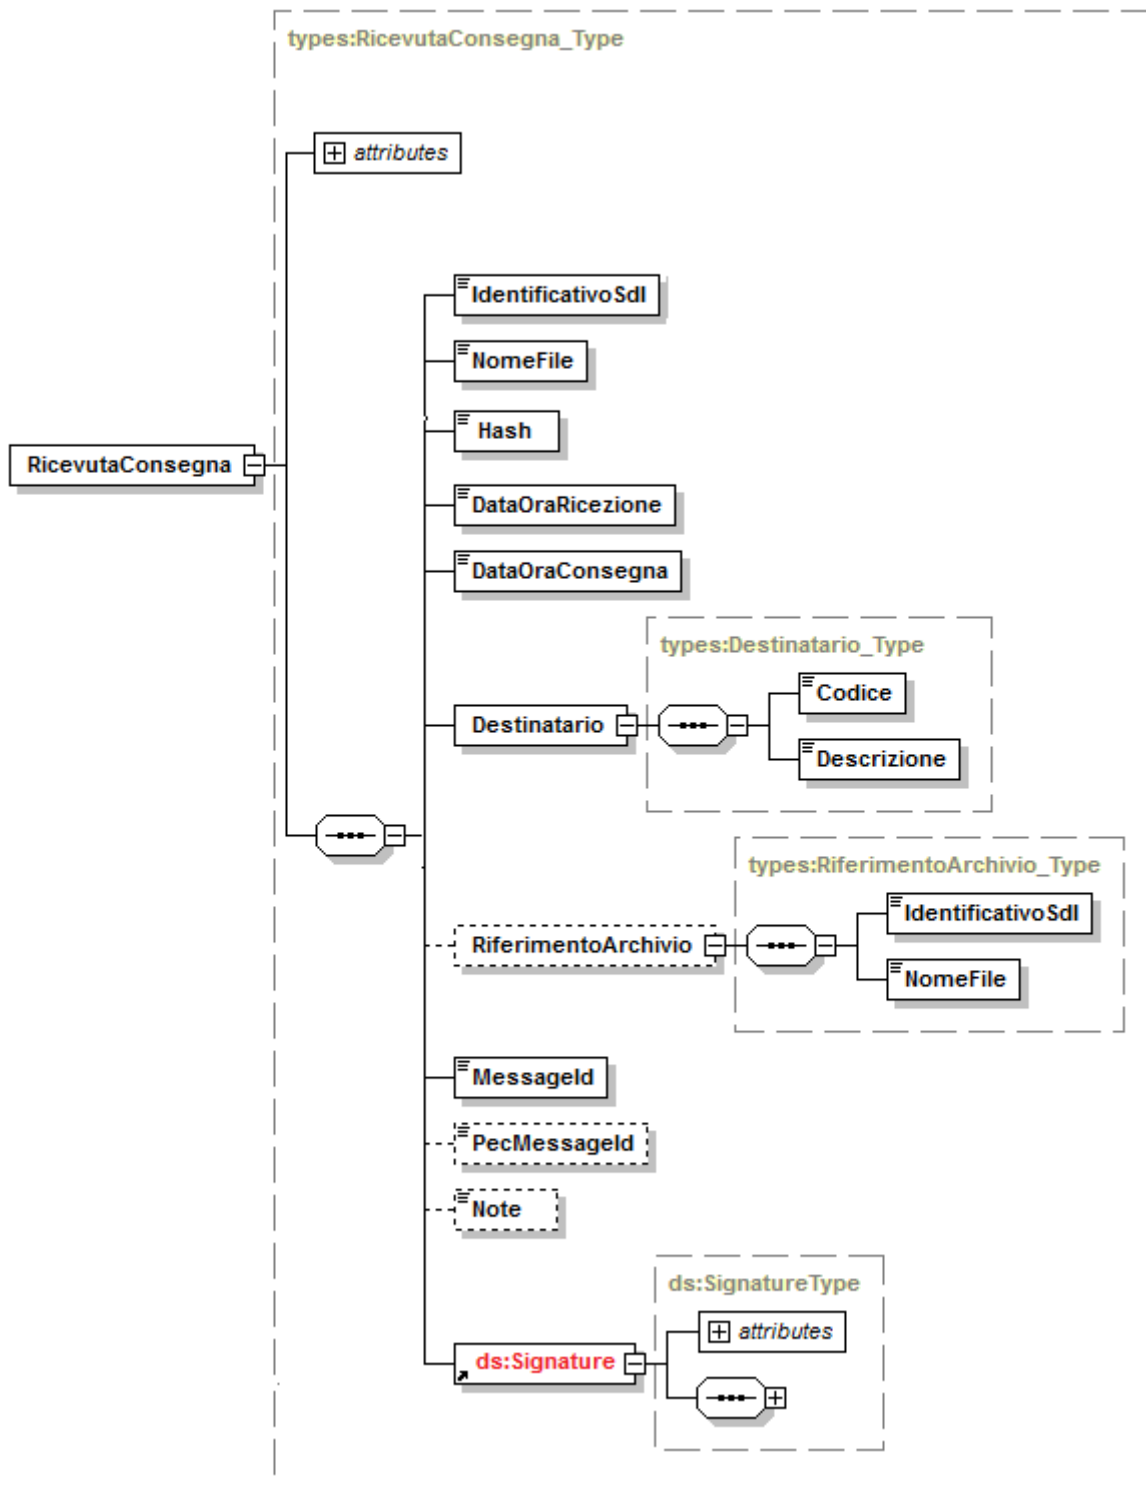 types:RicevutaConsegna_Type
attributes
IdentificativoSdI
NomeFile
Hash
RicevutaConsegna
DataOraRicezione
DataOraConsegna
types:Destinatario_Type
Codice
Destinatario
Descrizione
types:RiferimentoArchivio_Type
IdentificativoSdI
RiferimentoArchivio
NomeFile
MessageId
PecMessageId
Note
ds:SignatureType
attributes
ds:Signature